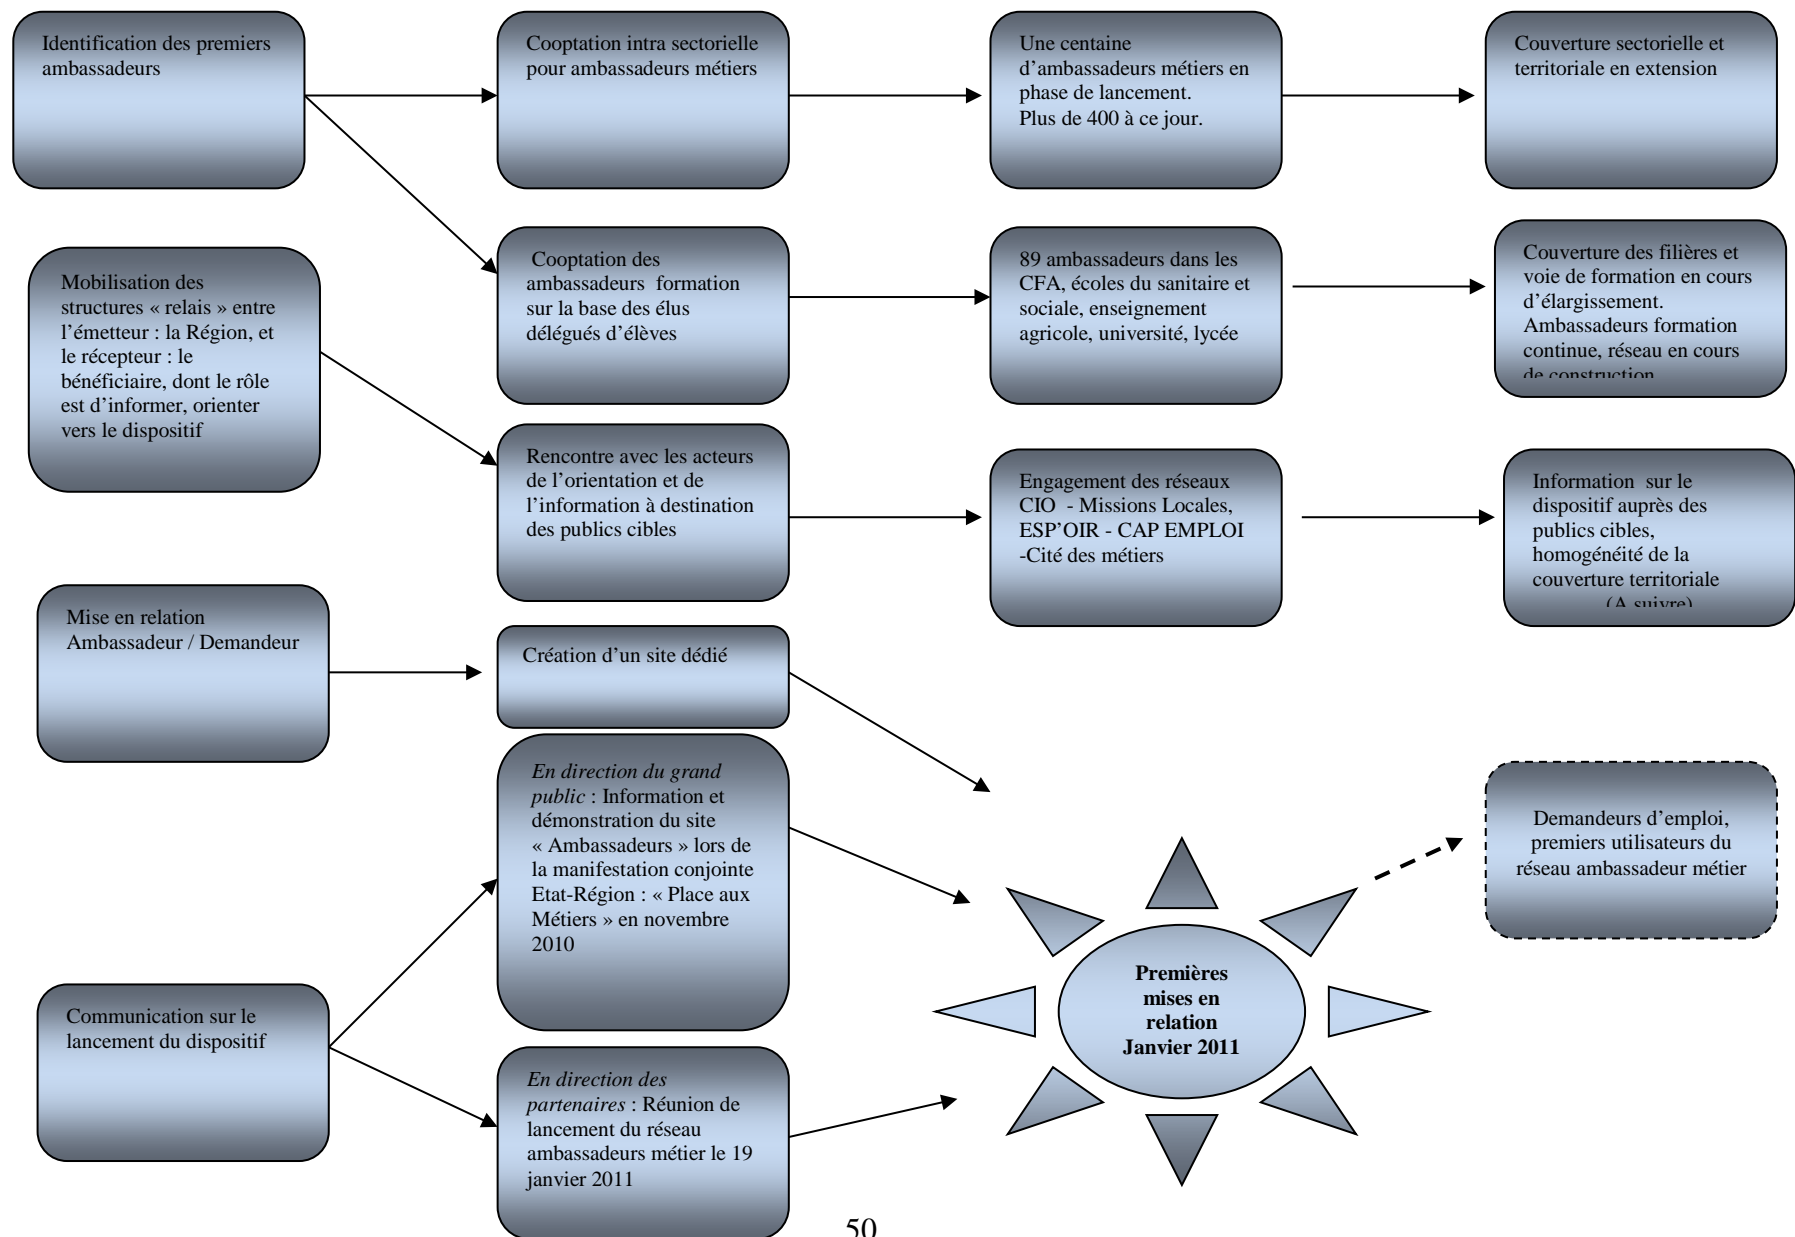 Identification des premiers
ambassadeurs
Cooptation intra sectorielle
pour ambassadeurs métiers
Une centaine
d’ambassadeurs métiers en
phase de lancement.
Plus de 400 à ce jour.
Couverture sectorielle et
territoriale en extension
Mobilisation des
structures « relais » entre
l’émetteur : la Région, et
le récepteur : le
bénéficiaire, dont le rôle
est d’informer, orienter
vers le dispositif
Cooptation des
ambassadeurs formation
sur la base des élus
délégués d’élèves
89 ambassadeurs dans les
CFA, écoles du sanitaire et
sociale, enseignement
agricole, université, lycée
Couverture des filières et
voie de formation en cours
d’élargissement.
Ambassadeurs formation
continue, réseau en cours
de construction
Rencontre avec les acteurs
de l’orientation et de
l’information à destination
des publics cibles
Engagement des réseaux
CIO - Missions Locales,
ESP’OIR - CAP EMPLOI
-Cité des métiers
Information sur le
dispositif auprès des
publics cibles,
homogénéité de la
couverture territoriale
(A suivre)
Mise en relation
Ambassadeur / Demandeur
Création d’un site dédié
En direction du grand
public : Information et
démonstration du site
« Ambassadeurs » lors de
la manifestation conjointe
Etat-Région : « Place aux
Métiers » en novembre
2010
Demandeurs d’emploi,
premiers utilisateurs du
réseau ambassadeur métier
Premières
mises en
relation
Janvier 2011
Communication sur le
lancement du dispositif
En direction des
partenaires : Réunion de
lancement du réseau
ambassadeurs métier le 19
janvier 2011
50